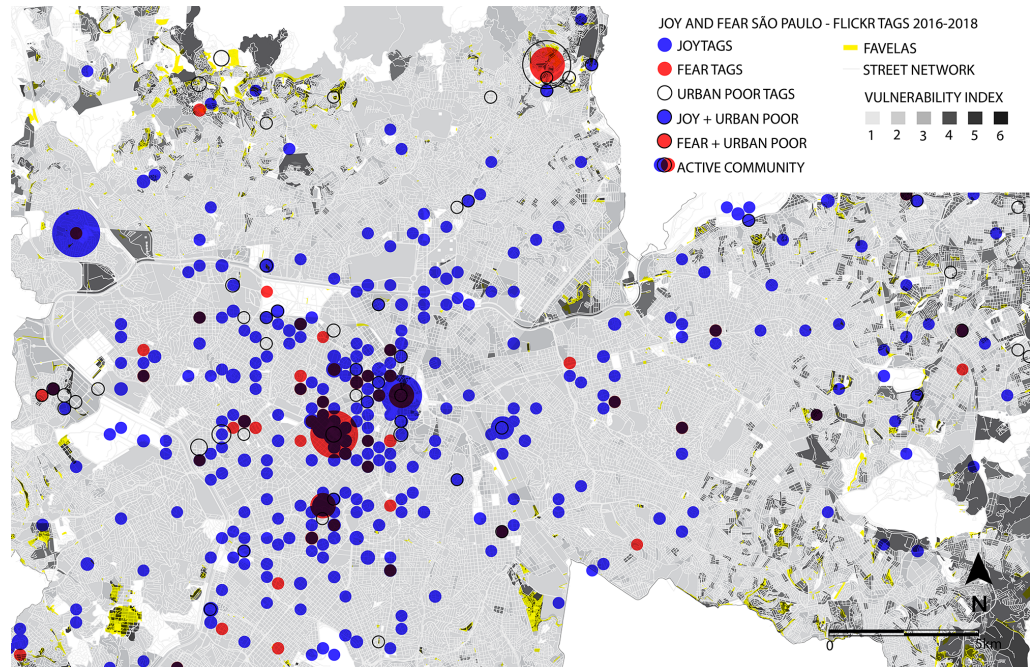 JOY AND FEAR SÃO PAULO - FLICKR TAGS 2016-2018
JOYTAGS
FEAR TAGS
URBAN POOR TAGS
JOY + URBAN POOR
FEAR + URBAN POOR
ACTIVE COMMUNITY
FAVELAS
STREET NETWORK
VULNERABILITY INDEX
1 2 3 4 5 6
N
0 5km